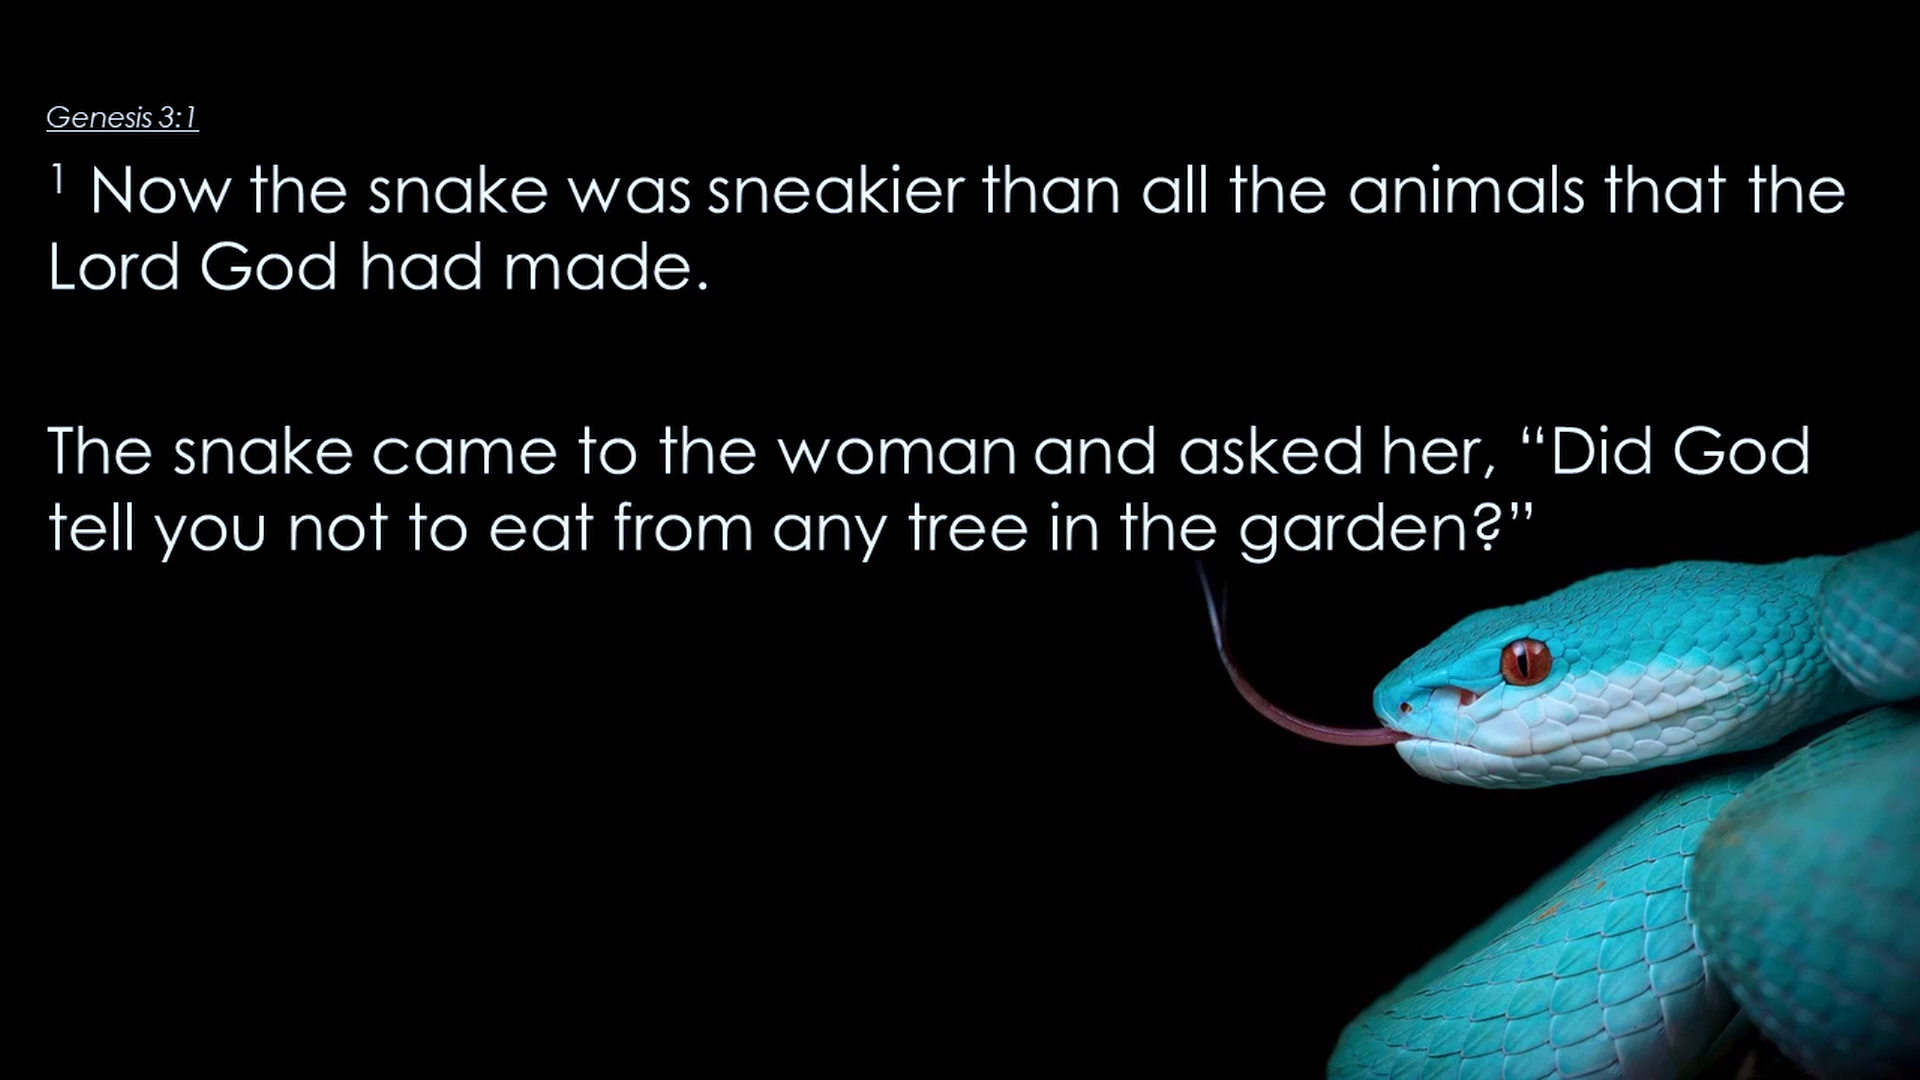 Genesis 3:1
1 Now the snake was sneakier than all the animals that the
Lord God had made.
The snake came to the woman and asked her, “Did God
tell you not to eat from any tree in the garden?”